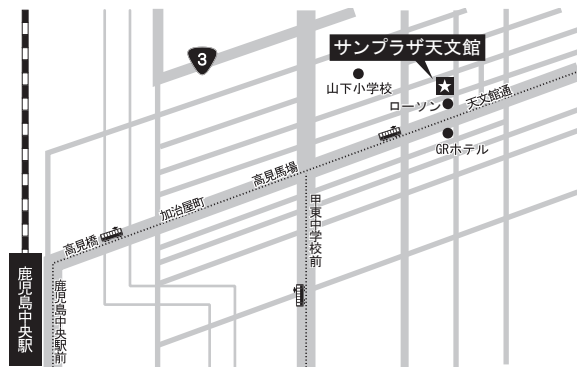 3
サンプラザ天文館
山下小学校
ローソン
天文館通
GRホテル
高見馬場
加治屋町
甲東中学校前
高見橋
鹿児島中央駅
鹿児島中央駅前